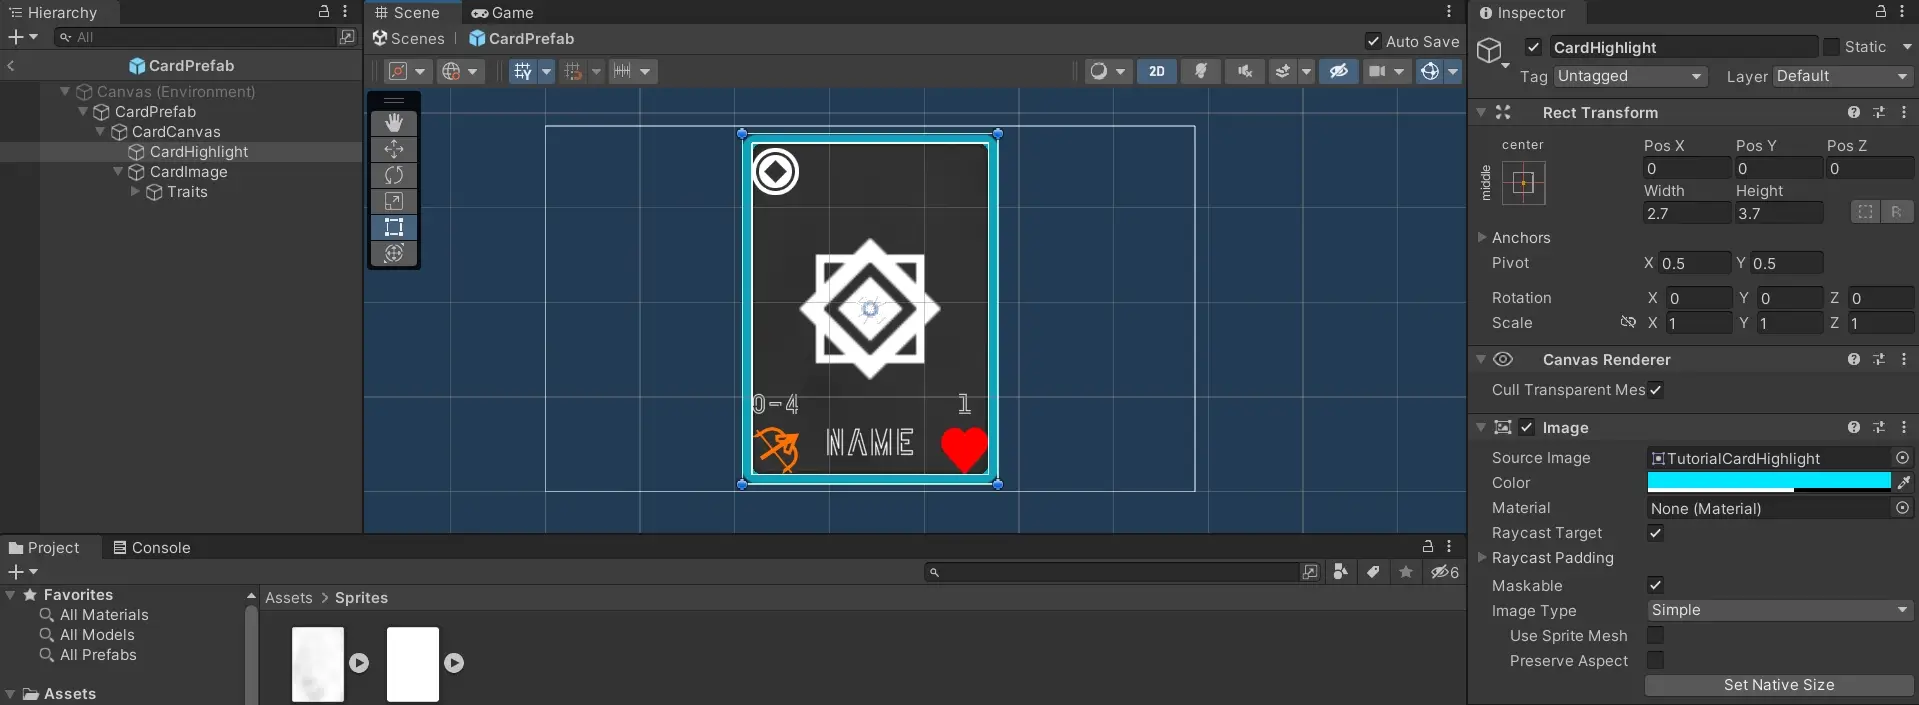 Hierarchy
All
CardPrefab
Canvas (Environment)
CardPrefab
CardCanvas
CardHighlight
CardImage
Traits
Scene
Game
Scenes
CardPrefab
Auto Save
2D
0-4
1
NAME
Project
Console
6
Favorites
All Materials
All Models
All Prefabs
Assets
Assets > Sprites
Inspector
CardHighlight
Static
Tag
Untagged
Layer
Default
Rect Transform
center
middle
Pos X
Pos Y
Pos Z
0
0
0
Width
Height
2.7
3.7
R
Anchors
Pivot
X 0.5
Y 0.5
Rotation
X 0
Y 0
Z 0
Scale
X 1
Y 1
Z 1
Canvas Renderer
Cull Transparent Mes
Image
Source Image
TutorialCardHighlight
Color
Material
None (Material)
Raycast Target
Raycast Padding
Maskable
Image Type
Simple
Use Sprite Mesh
Preserve Aspect
Set Native Size